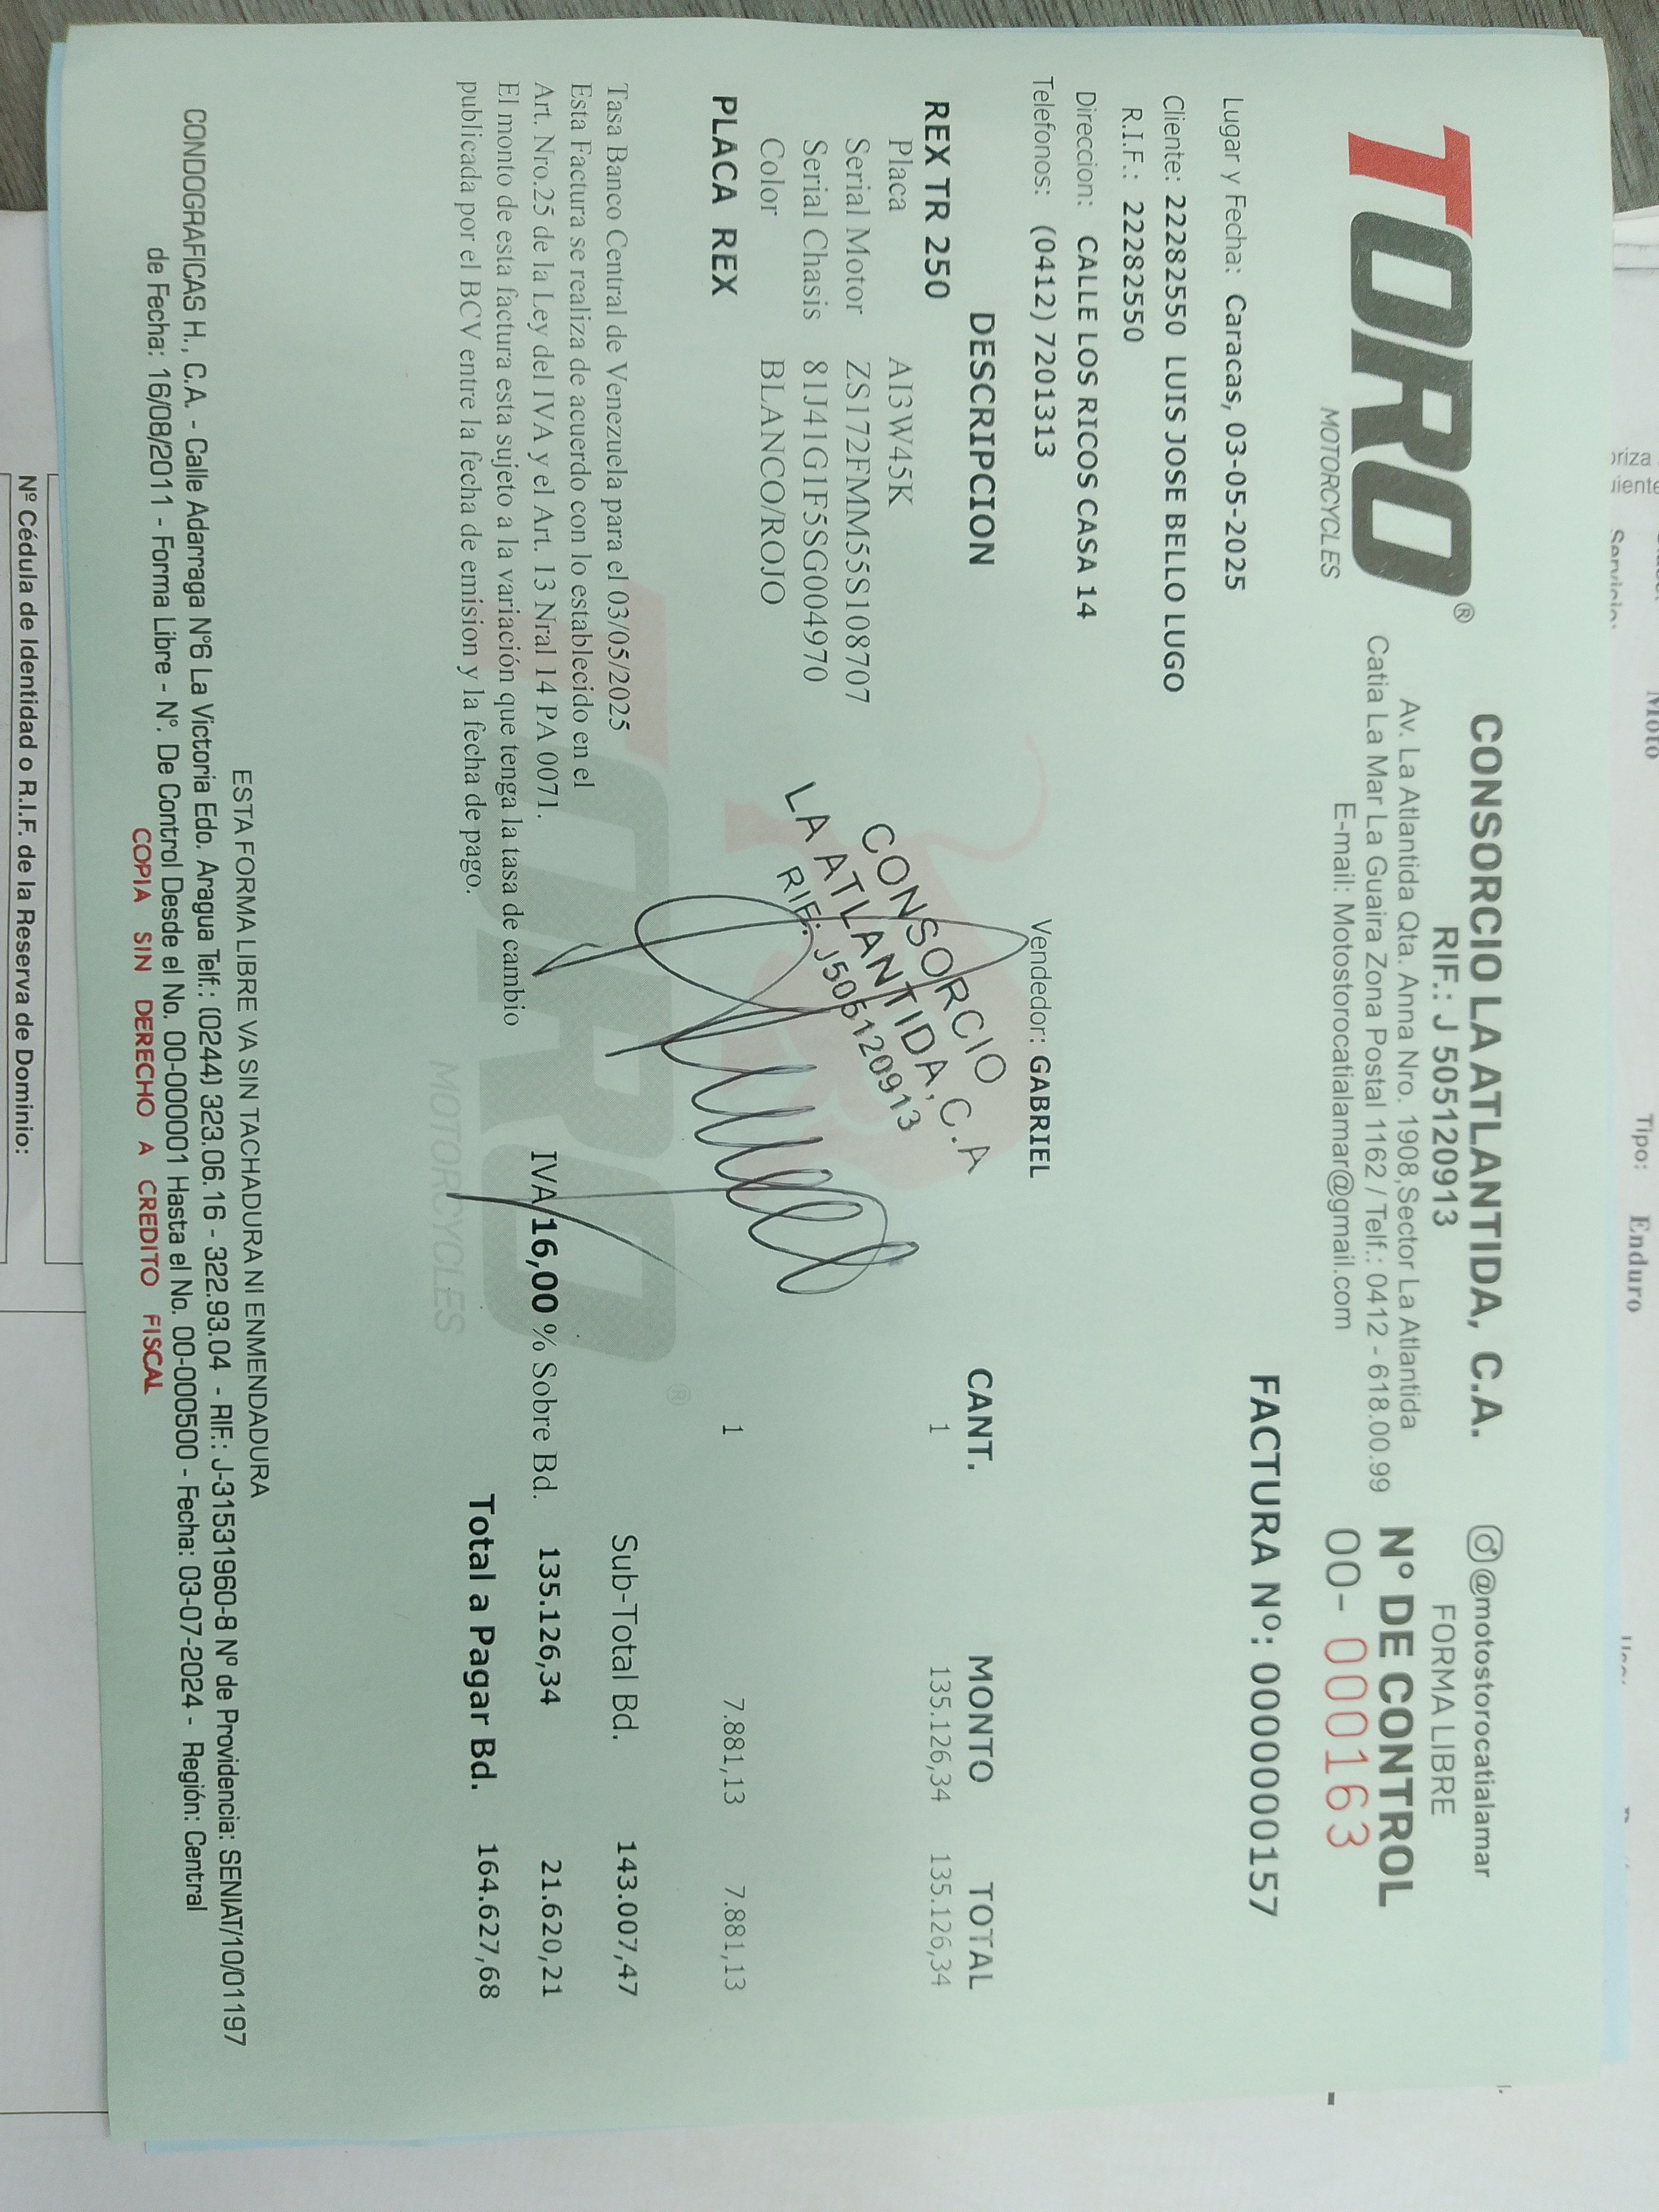 TORO®
MOTORCYCLES
CONSORCIO LA ATLANTIDA, C.A.
RIF.: J 505120913
Av. La Atlantida Qta. Anna Nro. 1908,Sector La Atlantida
Catia La Mar La Guaira Zona Postal 1162 / Telf.: 0412 - 618.00.99
E-mail: Motostorocatialamar@gmail.com
@motostorocatialamar
FORMA LIBRE
Nº DE CONTROL
00- 000163
FACTURA Nº: 0000000157
Lugar y Fecha: Caracas, 03-05-2025
Cliente: 22282550 LUIS JOSE BELLO LUGO
R.I.F.: 22282550
Direccion: CALLE LOS RICOS CASA 14
Telefonos: (0412) 7201313
Vendedor: GABRIEL
DESCRIPCION CANT. MONTO TOTAL
REX TR 250 1 135.126,34 135.126,34
Placa AI3W45K
Serial Motor ZS172FMM55S108707
Serial Chasis 81J41G1F5SG004970
Color BLANCO/ROJO
PLACA REX 1 7.881,13 7.881,13
CONSORCIO
LA ATLANTIDA, C.A
RIF: J505120913
Tasa Banco Central de Venezuela para el 03/05/2025
Esta Factura se realiza de acuerdo con lo establecido en el
Art. Nro.25 de la Ley del IVA y el Art. 13 Nral 14 PA 0071.
El monto de esta factura esta sujeto a la variación que tenga la tasa de cambio
publicada por el BCV entre la fecha de emision y la fecha de pago.
Sub-Total Bd. 143.007,47
IVA 16,00 % Sobre Bd. 135.126,34 21.620,21
Total a Pagar Bd. 164.627,68
TORO®
MOTORCYCLES
ESTA FORMA LIBRE VA SIN TACHADURA NI ENMENDADURA
CONDOGRAFICAS H., C.A. - Calle Adarraga Nº6 La Victoria Edo. Aragua Telf.: (0244) 323.06.16 - 322.93.04 - RIF.: J-31531960-8 Nº de Providencia: SENIAT/10/01197
de Fecha: 16/08/2011 - Forma Libre - Nº. De Control Desde el No. 00-000001 Hasta el No. 00-000500 - Fecha: 03-07-2024 - Región: Central
COPIA SIN DERECHO A CREDITO FISCAL
Nº Cédula de Identidad o R.I.F. de la Reserva de Dominio:
Moto
Tipo: Enduro